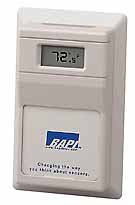 72.5
BAPI
Changing the way
you think about sensors.